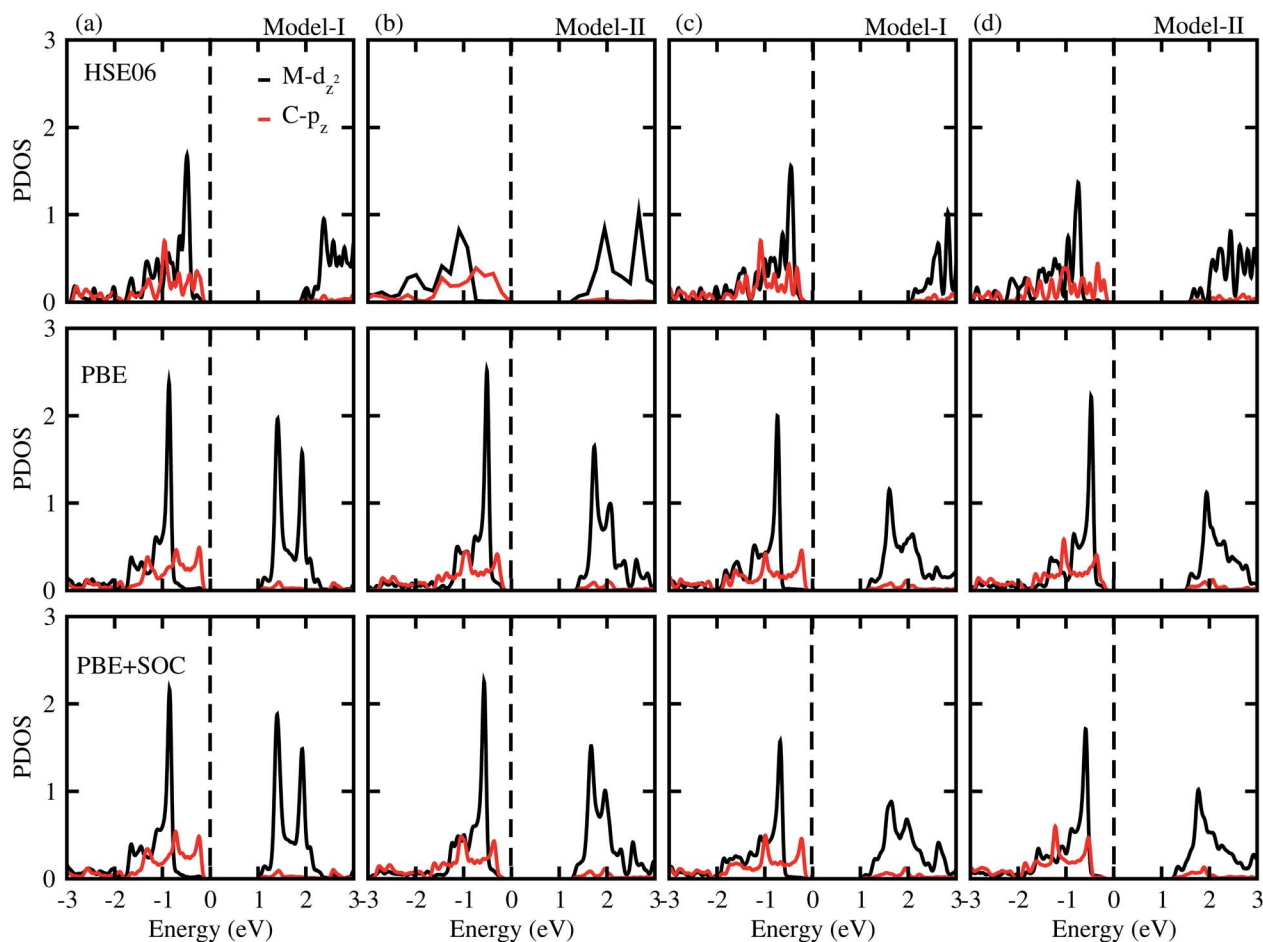 (a) Model-I (b) Model-II (c) Model-I (d) Model-II
3
HSE06
M-d_z²
C-p_z
2
PDOS
1
0
3
PBE
2
PDOS
1
0
3
PBE+SOC
2
PDOS
1
0
-3 -2 -1 0 1 2 3 -3 -2 -1 0 1 2 3 -3 -2 -1 0 1 2 3 -3 -2 -1 0 1 2 3
Energy (eV) Energy (eV) Energy (eV) Energy (eV)